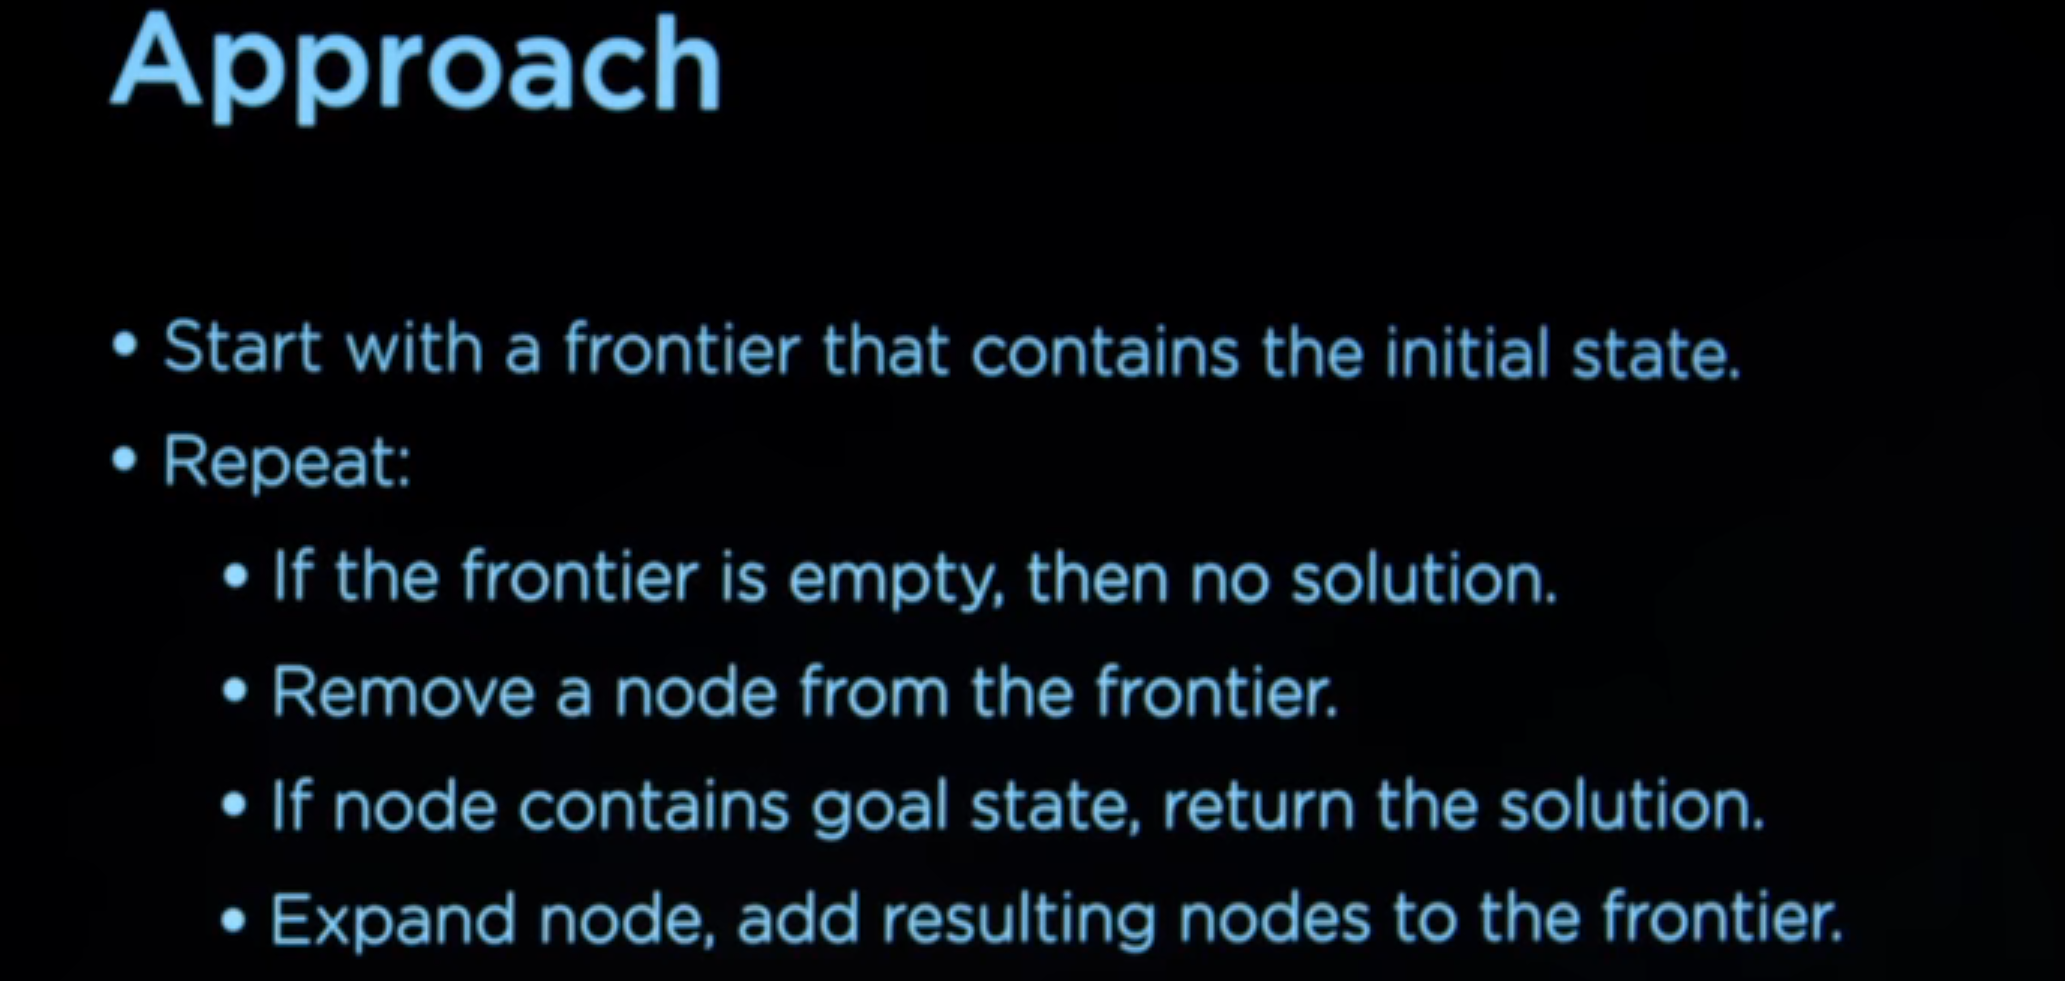 Approach
• Start with a frontier that contains the initial state.
• Repeat:
• If the frontier is empty, then no solution.
• Remove a node from the frontier.
• If node contains goal state, return the solution.
• Expand node, add resulting nodes to the frontier.